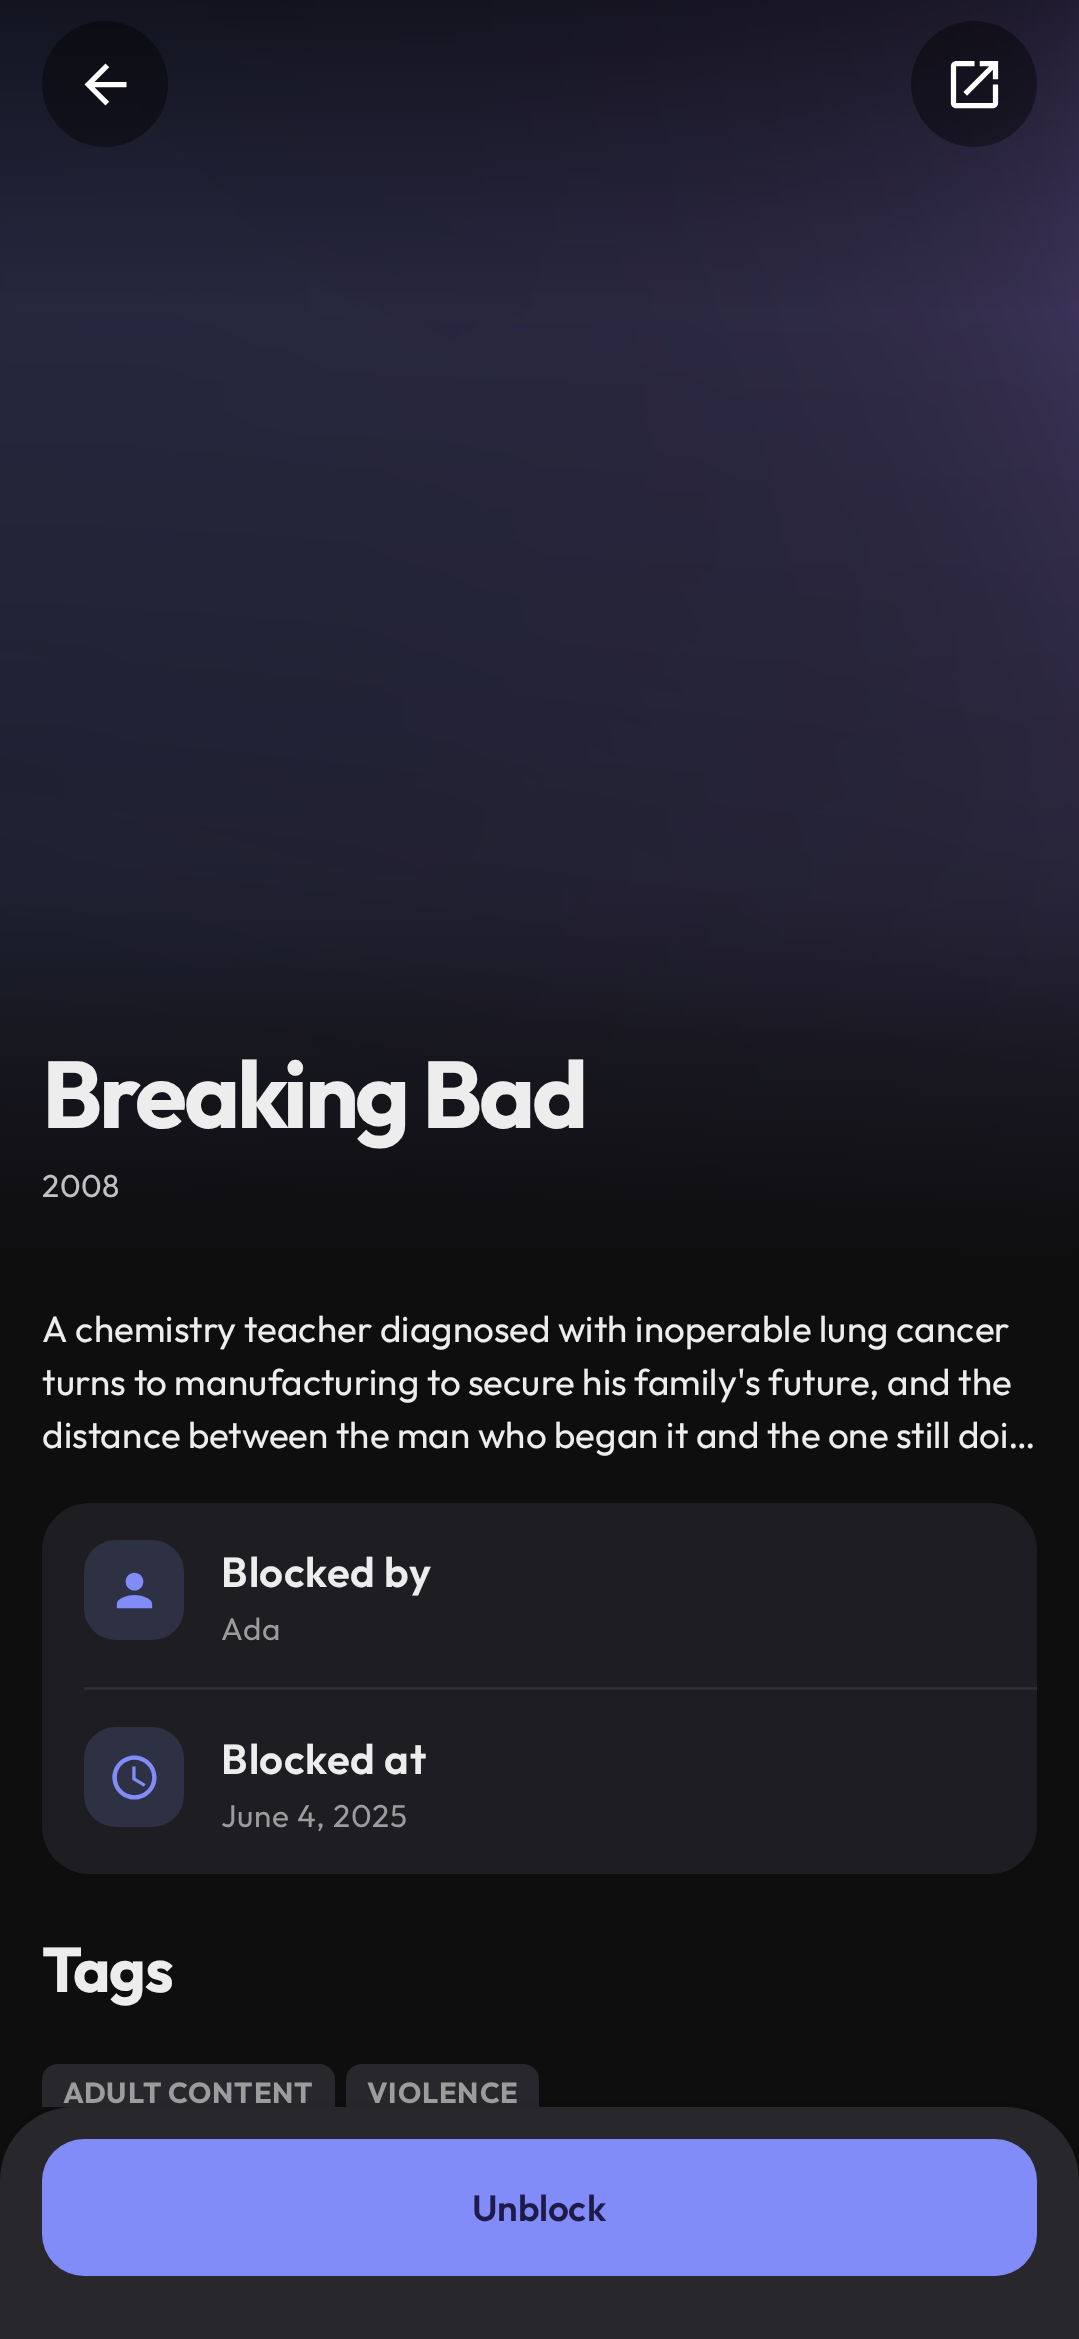 Breaking Bad
2008
A chemistry teacher diagnosed with inoperable lung cancer
turns to manufacturing to secure his family's future, and the
distance between the man who began it and the one still doi...
Blocked by
Ada
Blocked at
June 4, 2025
Tags
ADULT CONTENT
VIOLENCE
Unblock